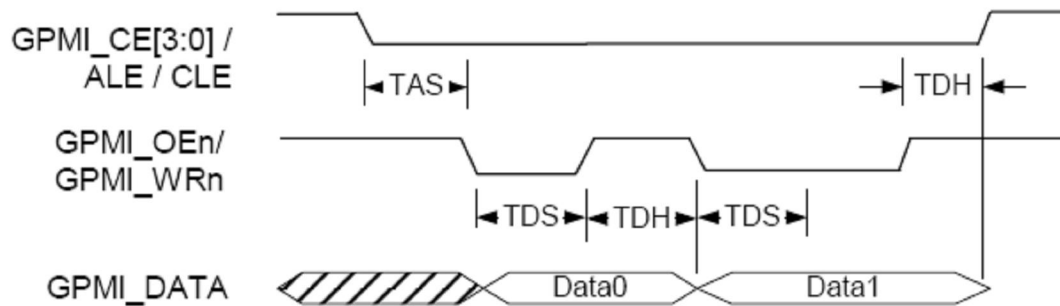 GPMI_CE[3:0] /
ALE / CLE
TAS
TDH
GPMI_OEn/
GPMI_WRn
TDS
TDH
TDS
GPMI_DATA
Data0
Data1